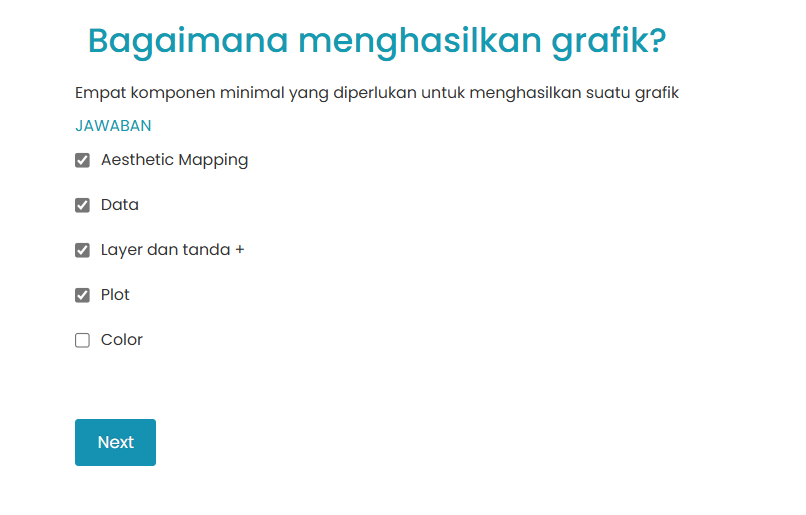 Bagaimana menghasilkan grafik?
Empat komponen minimal yang diperlukan untuk menghasilkan suatu grafik
JAWABAN
Aesthetic Mapping
Data
Layer dan tanda +
Plot
Color
Next